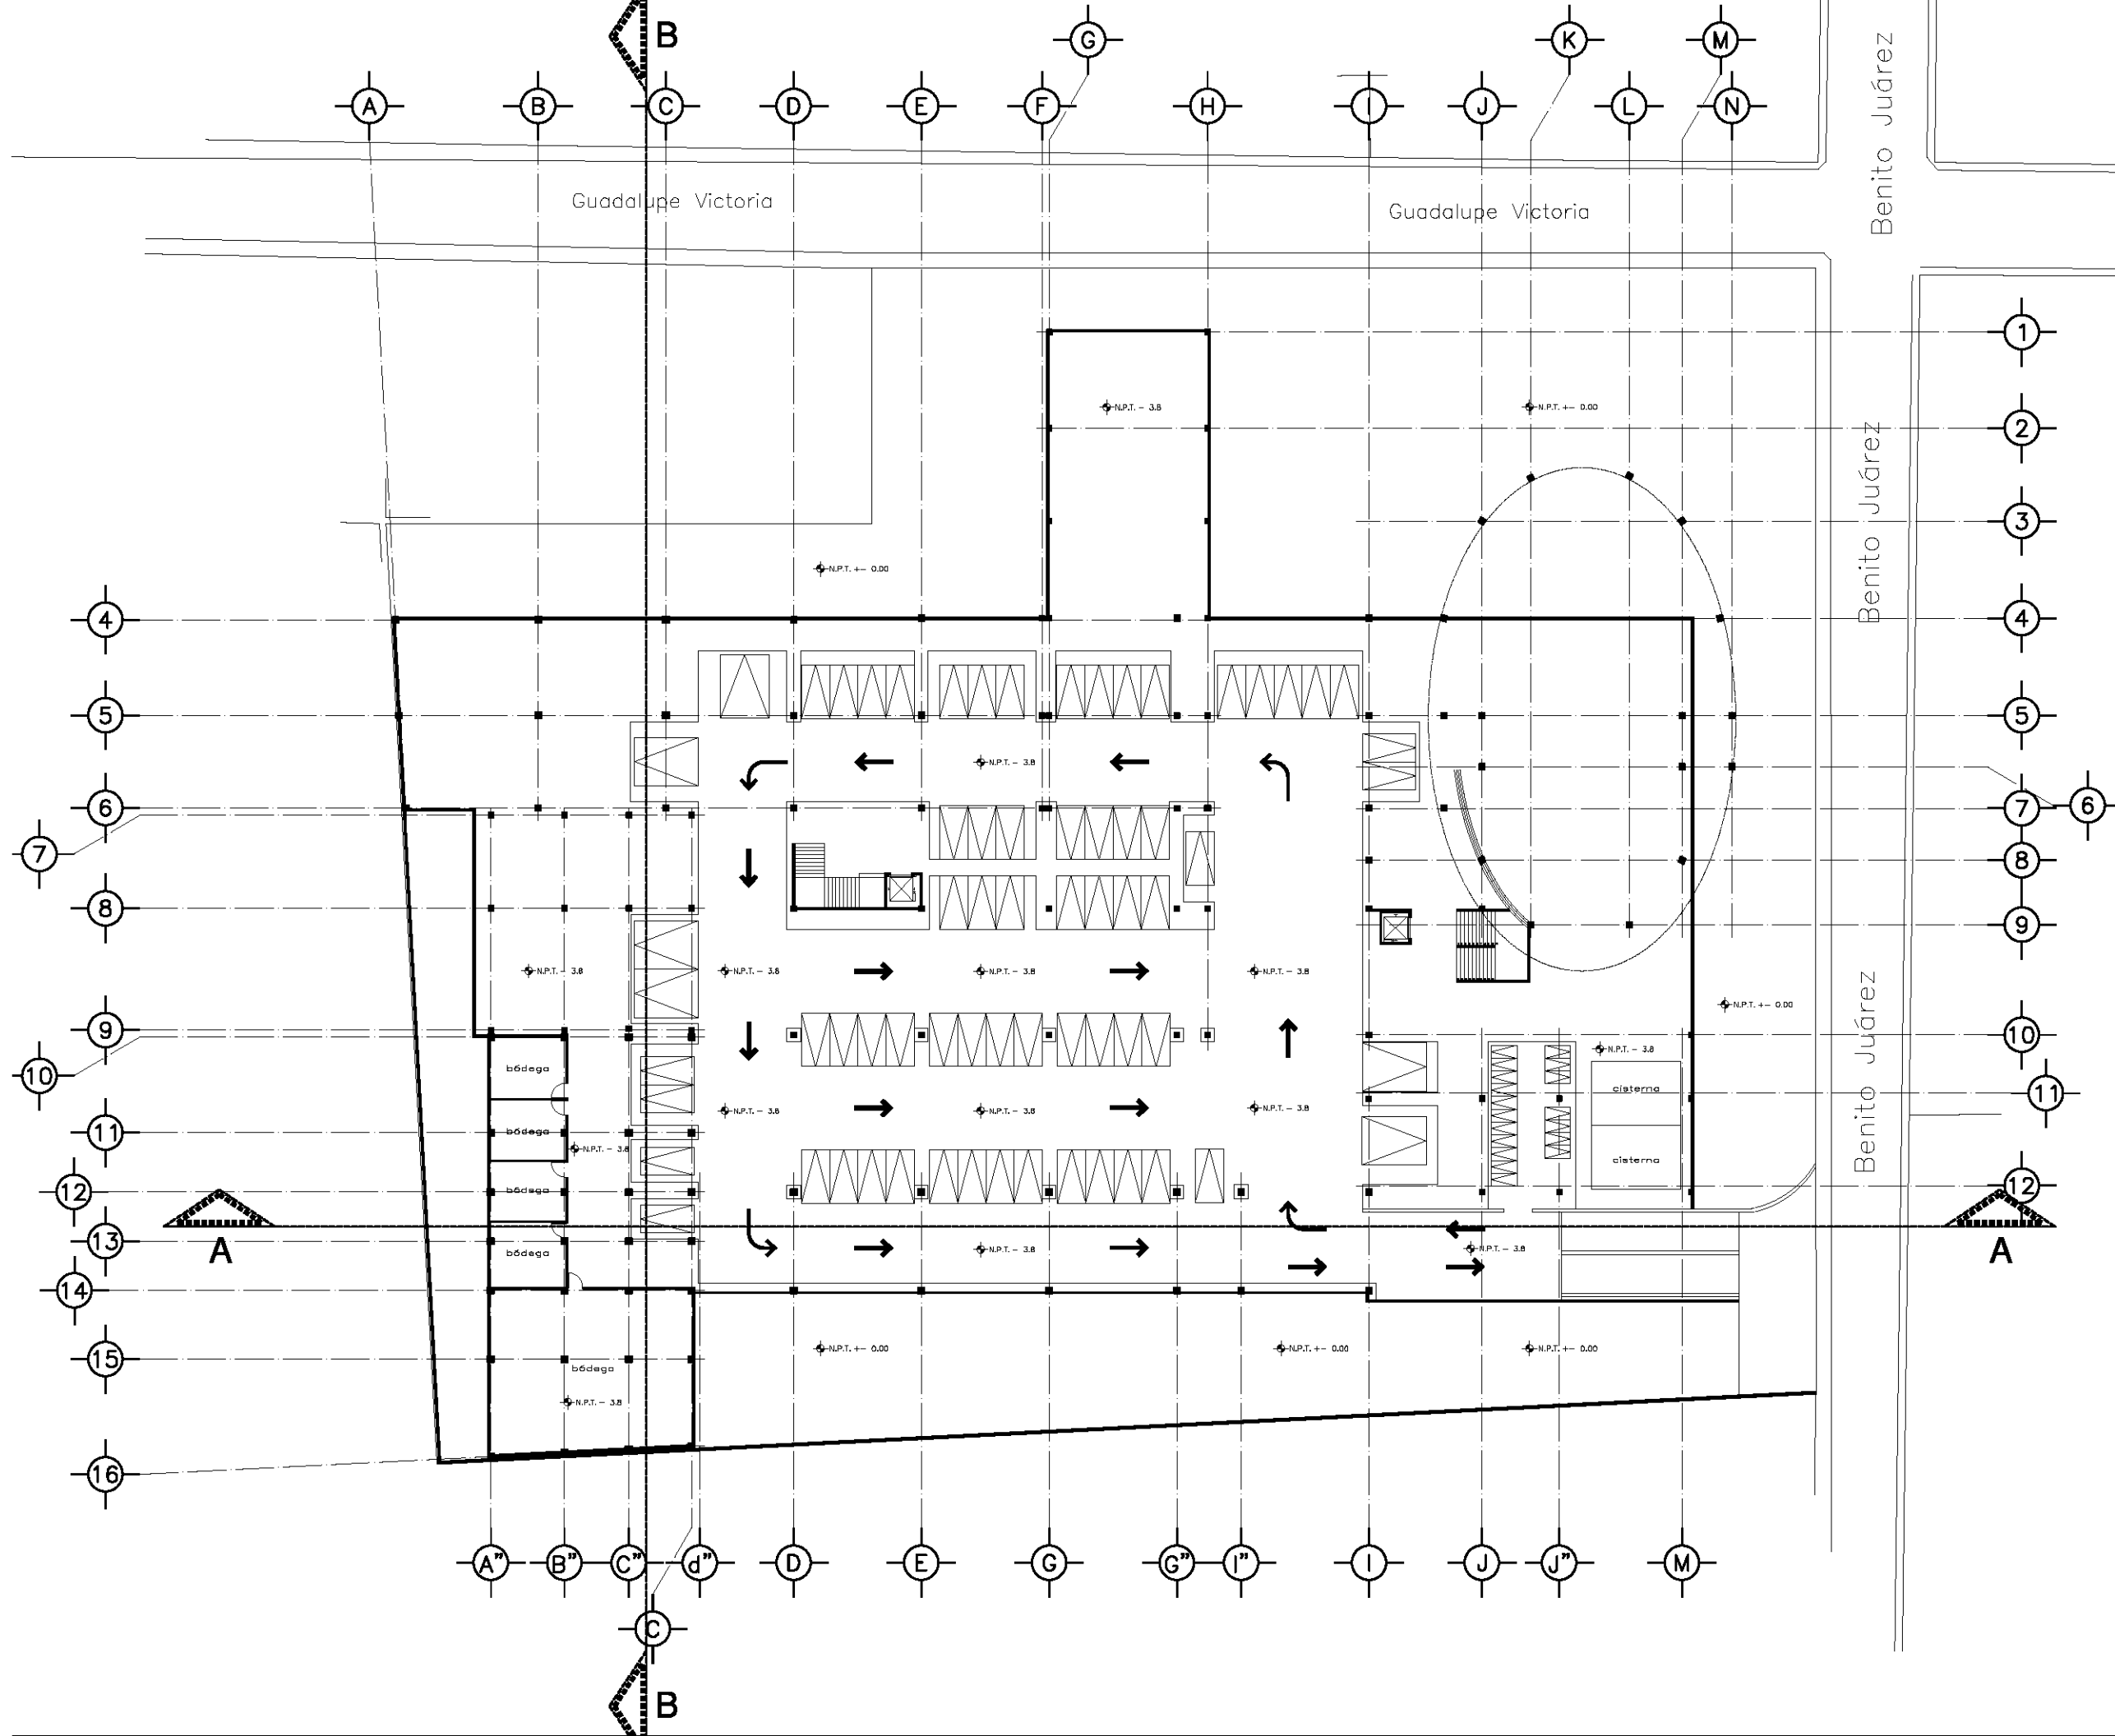 B
G
K
M
A
B
C
D
E
F
H
I
J
L
N
Benito Juárez
Guadalupe Victoria
Guadalupe Victoria
1
N.P.T. - 3.8
N.P.T. +- 0.00
2
Benito Juárez
3
N.P.T. +- 0.00
4
4
5
5
N.P.T. - 3.8
6
7
6
7
8
8
9
N.P.T. - 3.8
N.P.T. - 3.8
N.P.T. - 3.8
N.P.T. - 3.8
N.P.T. +- 0.00
Benito Juárez
9
10
N.P.T. - 3.8
10
bódega
cisterna
11
N.P.T. - 3.8
N.P.T. - 3.8
N.P.T. - 3.8
11
bódega
N.P.T. - 3.8
cisterna
12
bódega
12
A
13
bódega
N.P.T. - 3.8
N.P.T. - 3.8
A
14
15
bódega
N.P.T. +- 0.00
N.P.T. +- 0.00
N.P.T. +- 0.00
N.P.T. - 3.8
16
A"
B"
C"
d"
D
E
G
G"
I"
I
J
J"
M
C
B